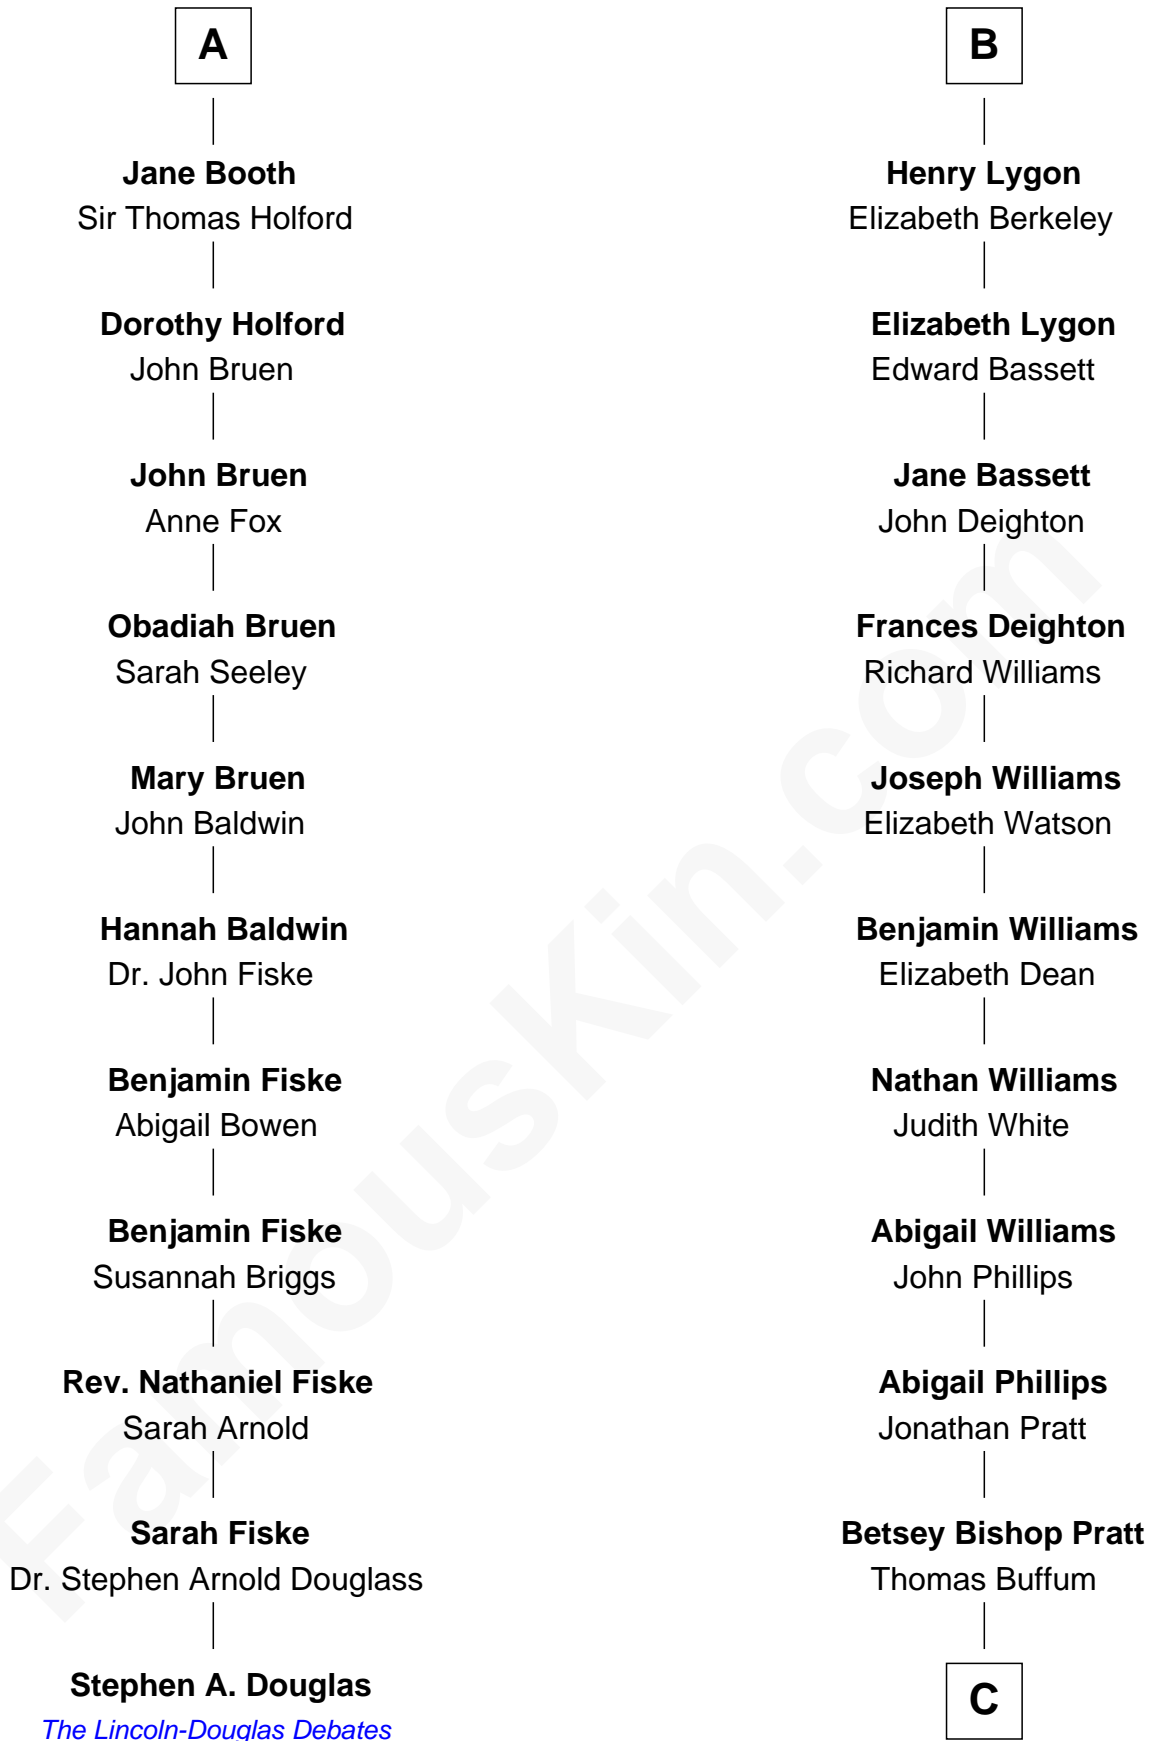 A
Jane Booth
Sir Thomas Holford
Dorothy Holford
John Bruen
John Bruen
Anne Fox
Obadiah Bruen
Sarah Seeley
Mary Bruen
John Baldwin
Hannah Baldwin
Dr. John Fiske
Benjamin Fiske
Abigail Bowen
Benjamin Fiske
Susannah Briggs
Rev. Nathaniel Fiske
Sarah Arnold
Sarah Fiske
Dr. Stephen Arnold Douglass
Stephen A. Douglas
The Lincoln-Douglas Debates
B
Henry Lygon
Elizabeth Berkeley
Elizabeth Lygon
Edward Bassett
Jane Bassett
John Deighton
Frances Deighton
Richard Williams
Joseph Williams
Elizabeth Watson
Benjamin Williams
Elizabeth Dean
Nathan Williams
Judith White
Abigail Williams
John Phillips
Abigail Phillips
Jonathan Pratt
Betsey Bishop Pratt
Thomas Buffum
C
FamousKin.com